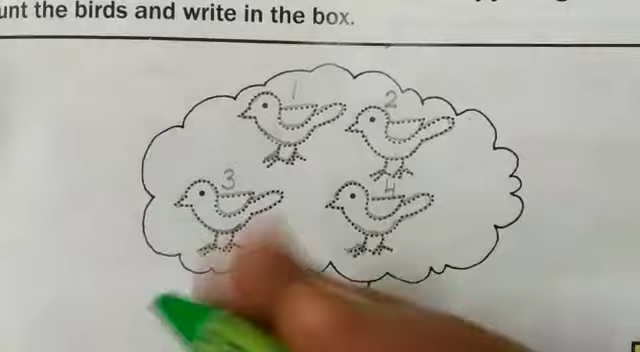 unt the birds and write in the box.
1
2
3
4